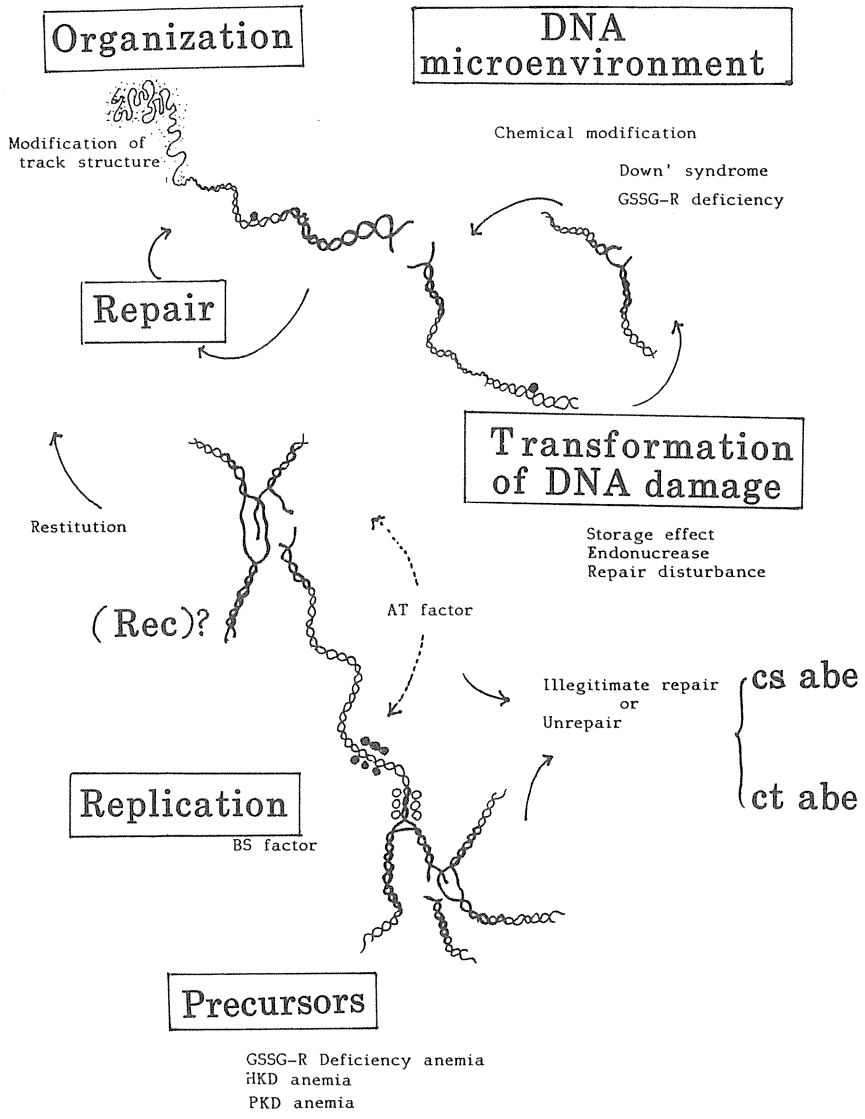 Organization
DNA
microenvironment
Modification of
track structure
Chemical modification
Down' syndrome
GSSG-R deficiency
Repair
Transformation
of DNA damage
Restitution
Storage effect
Endonucrease
Repair disturbance
(Rec)?
AT factor
Illegitimate repair
or
Unrepair
cs abe
ct abe
Replication
BS factor
Precursors
GSSG-R Deficiency anemia
HKD anemia
PKD anemia